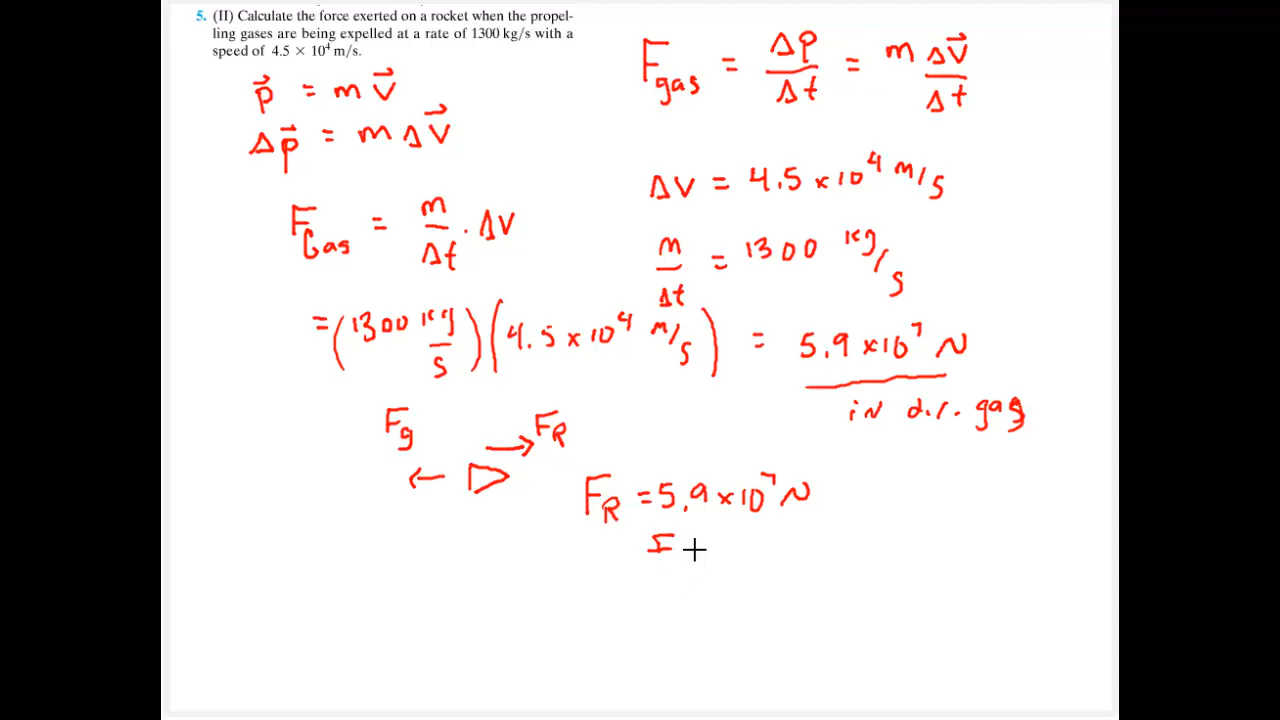 5. (II) Calculate the force exerted on a rocket when the propel-
ling gases are being expelled at a rate of 1300 kg/s with a
speed of 4.5 × 10⁴ m/s.
p⃗ = m v⃗
Δp⃗ = m Δv⃗
F_gas = Δp/Δt = m Δv⃗/Δt
ΔV = 4.5 × 10⁴ m/s
F_Gas = m/Δt · ΔV
m/Δt = 1300 kg/s
= (1300 kg/s)(4.5 × 10⁴ m/s) = 5.9 × 10⁷ N
in dir. gas
F_g
F_R
F_R = 5.9 × 10⁷ N
I